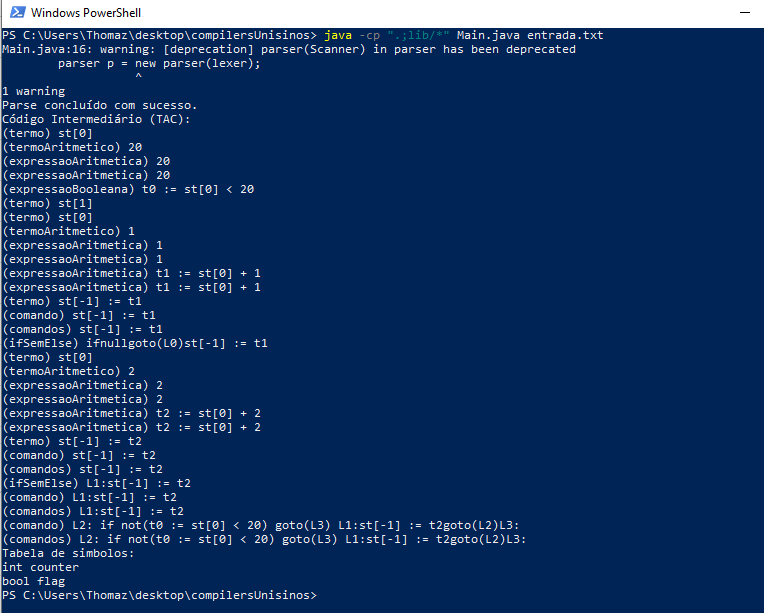 Windows PowerShell
PS C:\Users\Thomaz\desktop\compilersUnisinos> java -cp ".;lib/*" Main.java entrada.txt
Main.java:16: warning: [deprecation] parser(Scanner) in parser has been deprecated
        parser p = new parser(lexer);
                   ^
1 warning
Parse concluído com sucesso.
Código Intermediário (TAC):
(termo) st[0]
(termoAritmetico) 20
(expressaoAritmetica) 20
(expressaoAritmetica) 20
(expressaoBooleana) t0 := st[0] < 20
(termo) st[1]
(termo) st[0]
(termoAritmetico) 1
(expressaoAritmetica) 1
(expressaoAritmetica) 1
(expressaoAritmetica) t1 := st[0] + 1
(expressaoAritmetica) t1 := st[0] + 1
(termo) st[-1] := t1
(comando) st[-1] := t1
(comandos) st[-1] := t1
(ifSemElse) ifnullgoto(L0)st[-1] := t1
(termo) st[0]
(termoAritmetico) 2
(expressaoAritmetica) 2
(expressaoAritmetica) 2
(expressaoAritmetica) t2 := st[0] + 2
(expressaoAritmetica) t2 := st[0] + 2
(termo) st[-1] := t2
(comando) st[-1] := t2
(comandos) st[-1] := t2
(ifSemElse) L1:st[-1] := t2
(comando) L1:st[-1] := t2
(comandos) L1:st[-1] := t2
(comando) L2: if not(t0 := st[0] < 20) goto(L3) L1:st[-1] := t2goto(L2)L3:
(comandos) L2: if not(t0 := st[0] < 20) goto(L3) L1:st[-1] := t2goto(L2)L3:
Tabela de simbolos:
int counter
bool flag
PS C:\Users\Thomaz\desktop\compilersUnisinos>